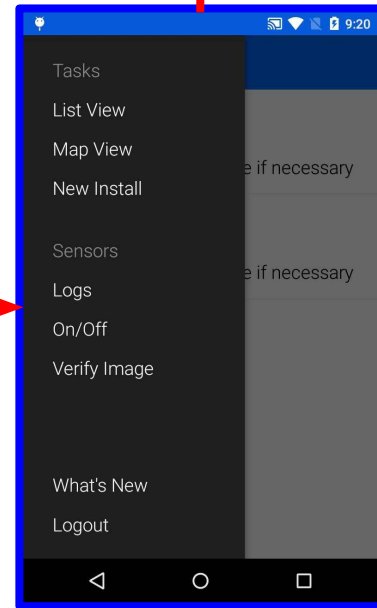 9:20
Tasks
List View
Map View
e if necessary
New Install
Sensors
e if necessary
Logs
On/Off
Verify Image
What's New
Logout